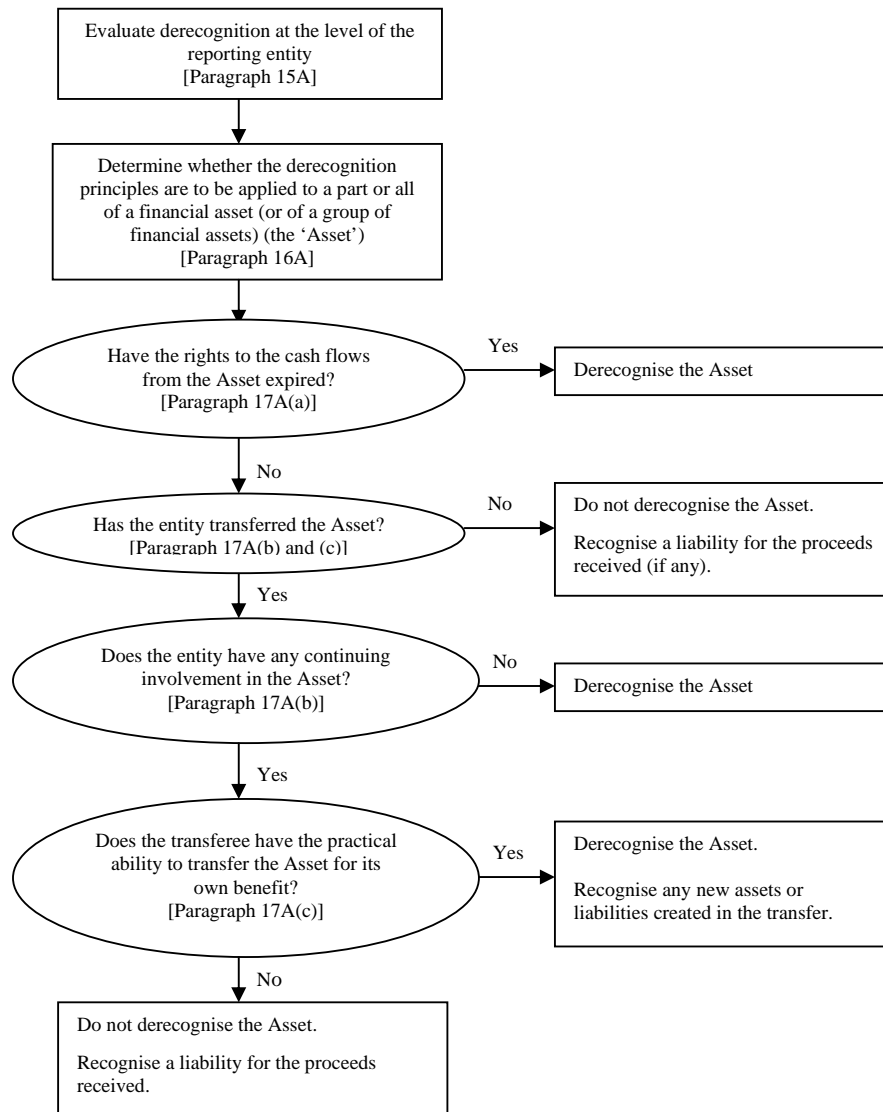 Evaluate derecognition at the level of the
reporting entity
[Paragraph 15A]
Determine whether the derecognition
principles are to be applied to a part or all
of a financial asset (or of a group of
financial assets) (the ‘Asset’)
[Paragraph 16A]
Have the rights to the cash flows
from the Asset expired?
[Paragraph 17A(a)]
Yes
Derecognise the Asset
No
Has the entity transferred the Asset?
[Paragraph 17A(b) and (c)]
No
Do not derecognise the Asset.
Recognise a liability for the proceeds
received (if any).
Yes
Does the entity have any continuing
involvement in the Asset?
[Paragraph 17A(b)]
No
Derecognise the Asset
Yes
Does the transferee have the practical
ability to transfer the Asset for its
own benefit?
[Paragraph 17A(c)]
Yes
Derecognise the Asset.
Recognise any new assets or
liabilities created in the transfer.
No
Do not derecognise the Asset.
Recognise a liability for the proceeds
received.